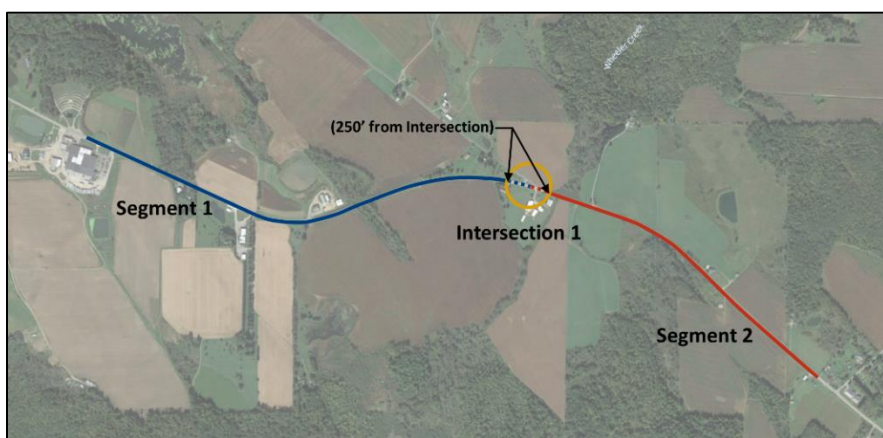 Wheeler Creek
(250' from Intersection)
Segment 1
Intersection 1
Segment 2